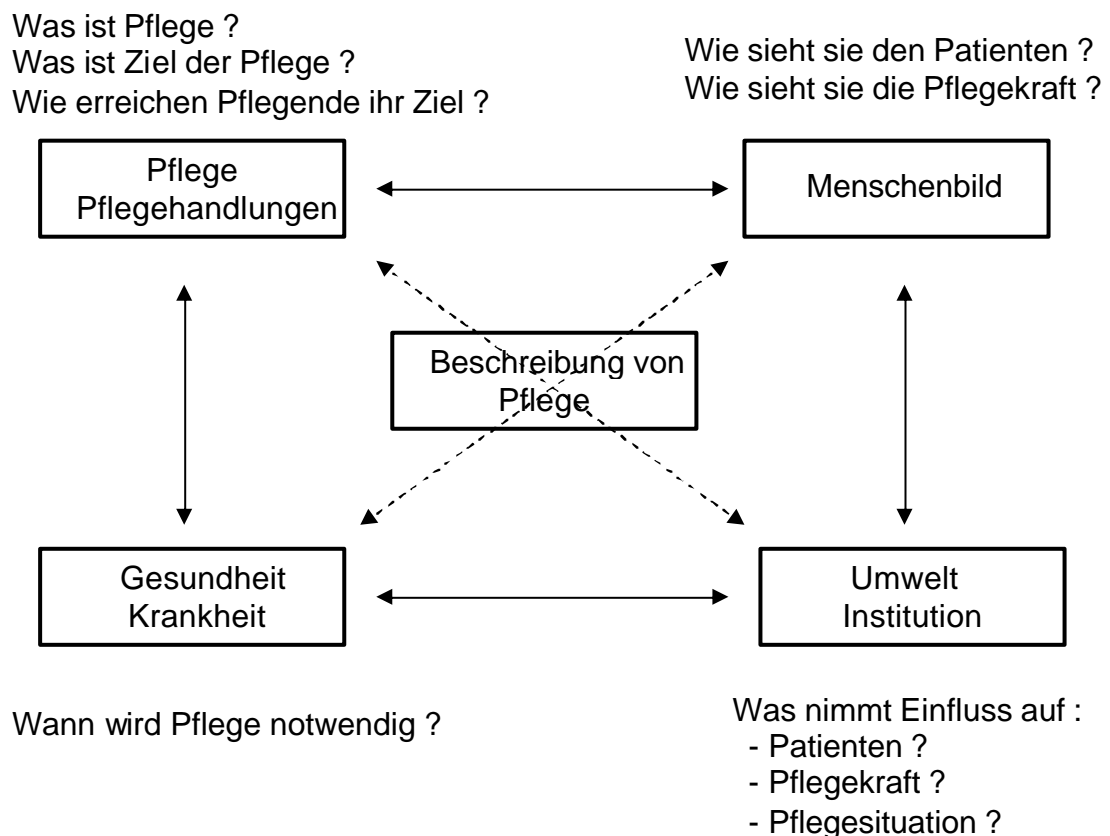 Was ist Pflege ?
Was ist Ziel der Pflege ?
Wie erreichen Pflegende ihr Ziel ?
Wie sieht sie den Patienten ?
Wie sieht sie die Pflegekraft ?
Pflege
Pflegehandlungen
Menschenbild
Beschreibung von
Pflege
Gesundheit
Krankheit
Umwelt
Institution
Wann wird Pflege notwendig ?
Was nimmt Einfluss auf :
- Patienten ?
- Pflegekraft ?
- Pflegesituation ?